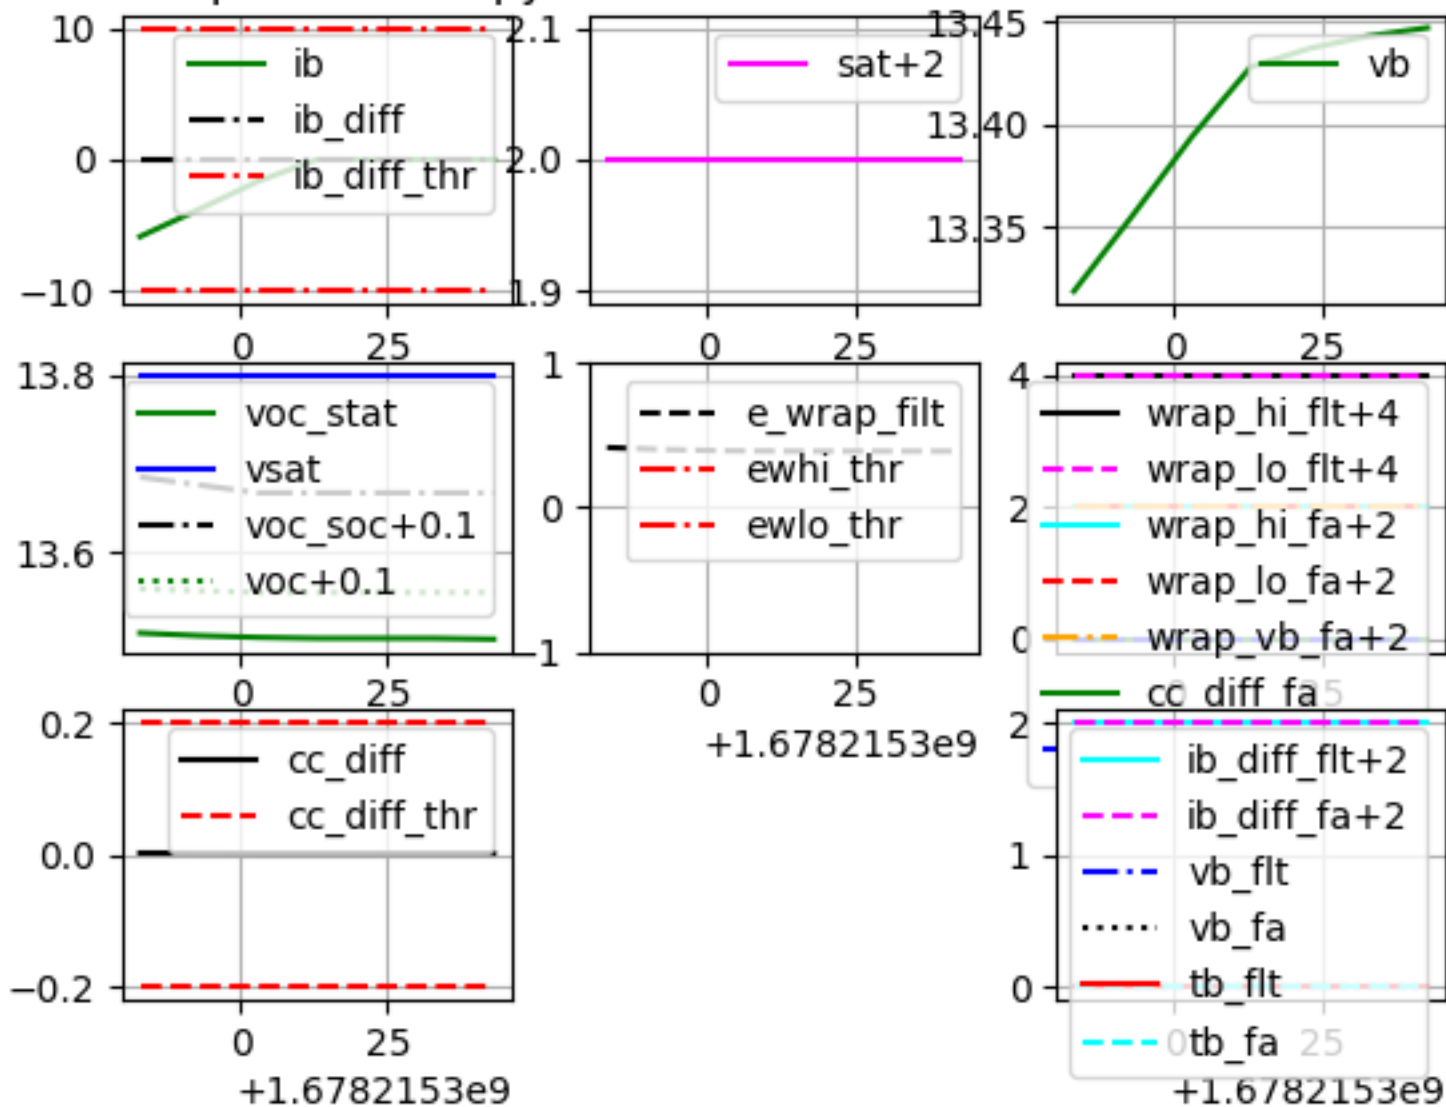 10
0
−10
ib
ib_diff
ib_diff_thr
0
25
2.1
2.0
1.9
sat+2
0
25
13.45
13.40
13.35
vb
0
25
13.8
13.6
voc_stat
vsat
voc_soc+0.1
voc+0.1
0
25
1
0
−1
e_wrap_filt
ewhi_thr
ewlo_thr
0
25
+1.6782153e9
4
2
0
wrap_hi_flt+4
wrap_lo_flt+4
wrap_hi_fa+2
wrap_lo_fa+2
wrap_vb_fa+2
cc_diff_fa
0.2
0.0
−0.2
cc_diff
cc_diff_thr
0
25
+1.6782153e9
2
1
0
ib_diff_flt+2
ib_diff_fa+2
vb_flt
vb_fa
tb_flt
tb_fa
0
25
+1.6782153e9